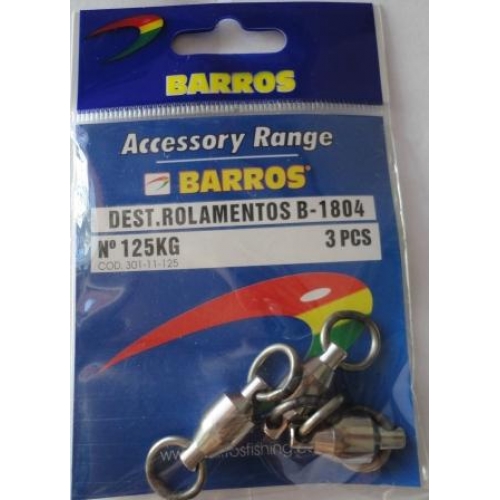 BARROS
Accessory Range
BARROS®
DEST.ROLAMENTOS B-1804
Nº 125KG 3 PCS
COD. 301-11-125